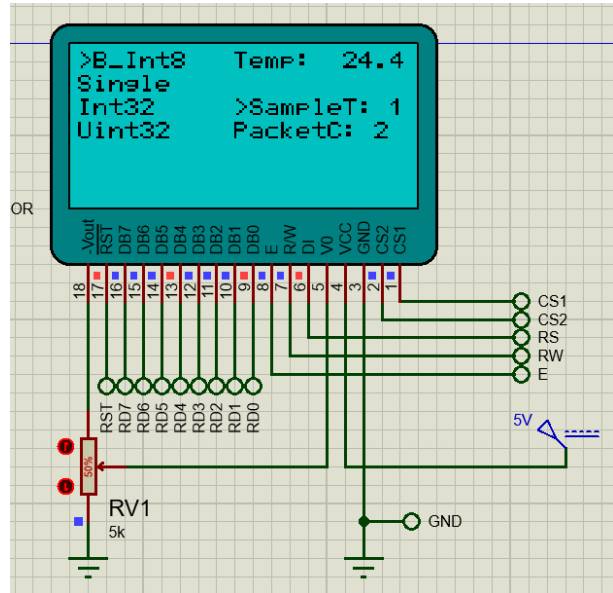 >B_Int8 Temp: 24.4
Single
Int32 >SampleT: 1
Uint32 PacketC: 2
OR
-Vout RST DB7 DB6 DB5 DB4 DB3 DB2 DB1 DB0 E R/W DI V0 VCC GND CS2 CS1
18 17 16 15 14 13 12 11 10 9 8 7 6 5 4 3 2 1
CS1
CS2
RS
RW
E
RST RD7 RD6 RD5 RD4 RD3 RD2 RD1 RD0
5V
50%
RV1
5k
GND